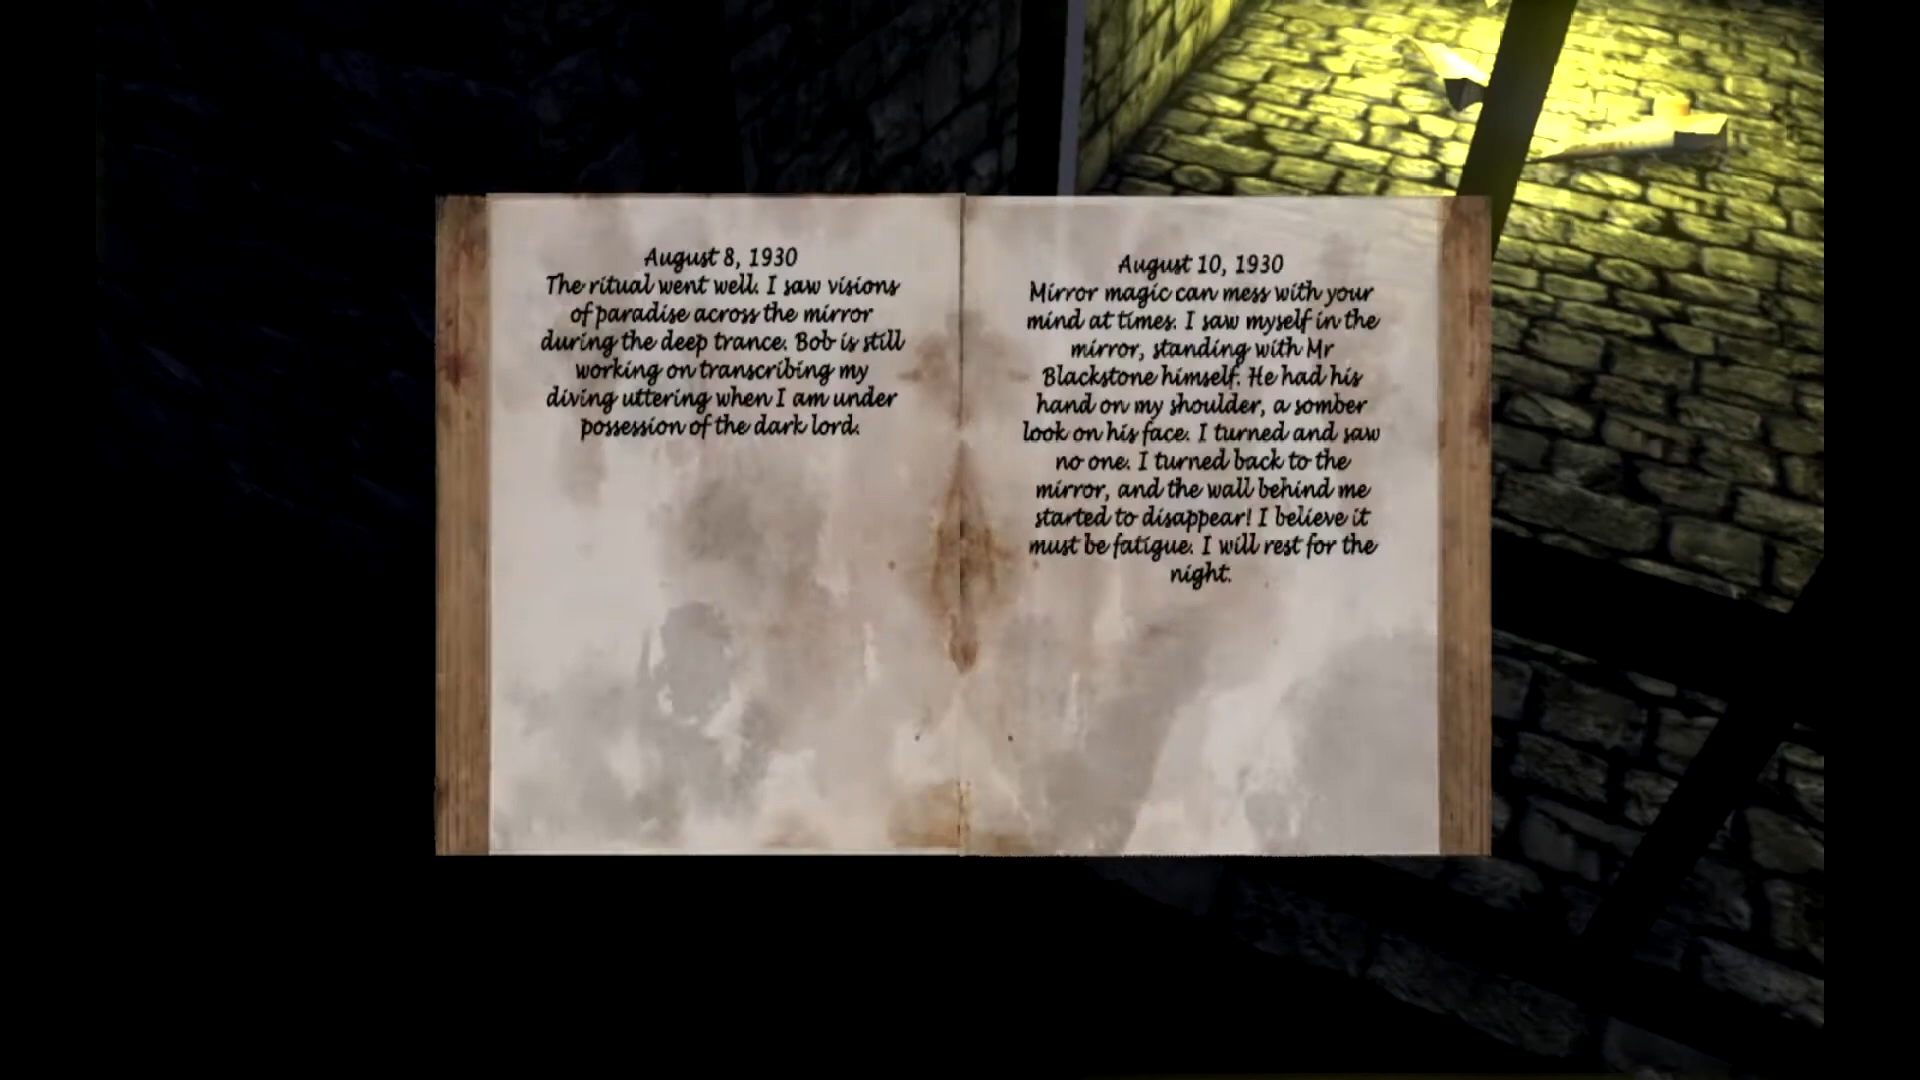 August 8, 1930
The ritual went well. I saw visions
of paradise across the mirror
during the deep trance. Bob is still
working on transcribing my
diving uttering when I am under
possession of the dark lord.
August 10, 1930
Mirror magic can mess with your
mind at times. I saw myself in the
mirror, standing with Mr
Blackstone himself. He had his
hand on my shoulder, a somber
look on his face. I turned and saw
no one. I turned back to the
mirror, and the wall behind me
started to disappear! I believe it
must be fatigue. I will rest for the
night.